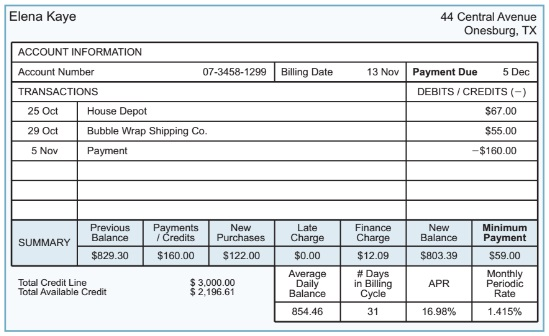 Elena Kaye
44 Central Avenue
Onesburg, TX
ACCOUNT INFORMATION
Account Number 07-3458-1299 Billing Date 13 Nov Payment Due 5 Dec
TRANSACTIONS DEBITS / CREDITS (−)
25 Oct House Depot $67.00
29 Oct Bubble Wrap Shipping Co. $55.00
5 Nov Payment −$160.00
SUMMARY
Previous Balance Payments / Credits New Purchases Late Charge Finance Charge New Balance Minimum Payment
$829.30 $160.00 $122.00 $0.00 $12.09 $803.39 $59.00
Total Credit Line $ 3,000.00
Total Available Credit $ 2,196.61
Average Daily Balance # Days in Billing Cycle APR Monthly Periodic Rate
854.46 31 16.98% 1.415%